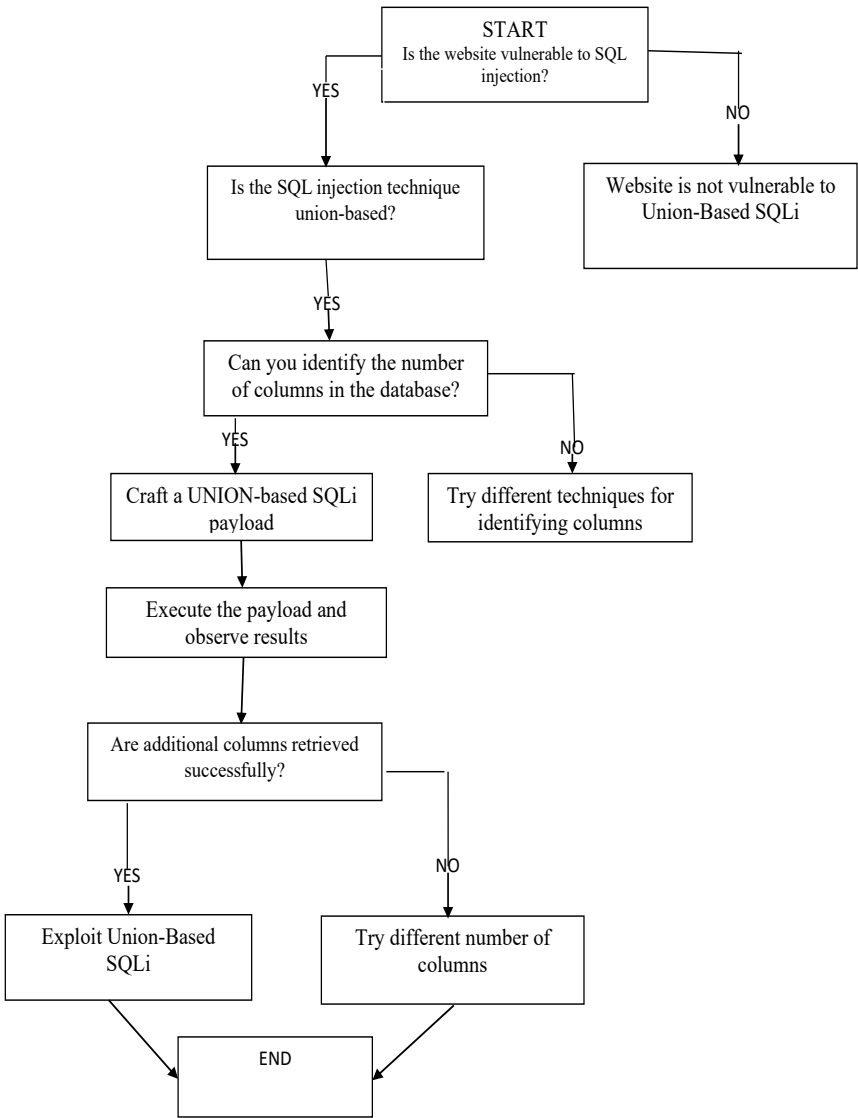 START
Is the website vulnerable to SQL
injection?
YES
NO
Is the SQL injection technique
union-based?
Website is not vulnerable to
Union-Based SQLi
YES
Can you identify the number
of columns in the database?
YES
NO
Craft a UNION-based SQLi
payload
Try different techniques for
identifying columns
Execute the payload and
observe results
Are additional columns retrieved
successfully?
YES
NO
Exploit Union-Based
SQLi
Try different number of
columns
END